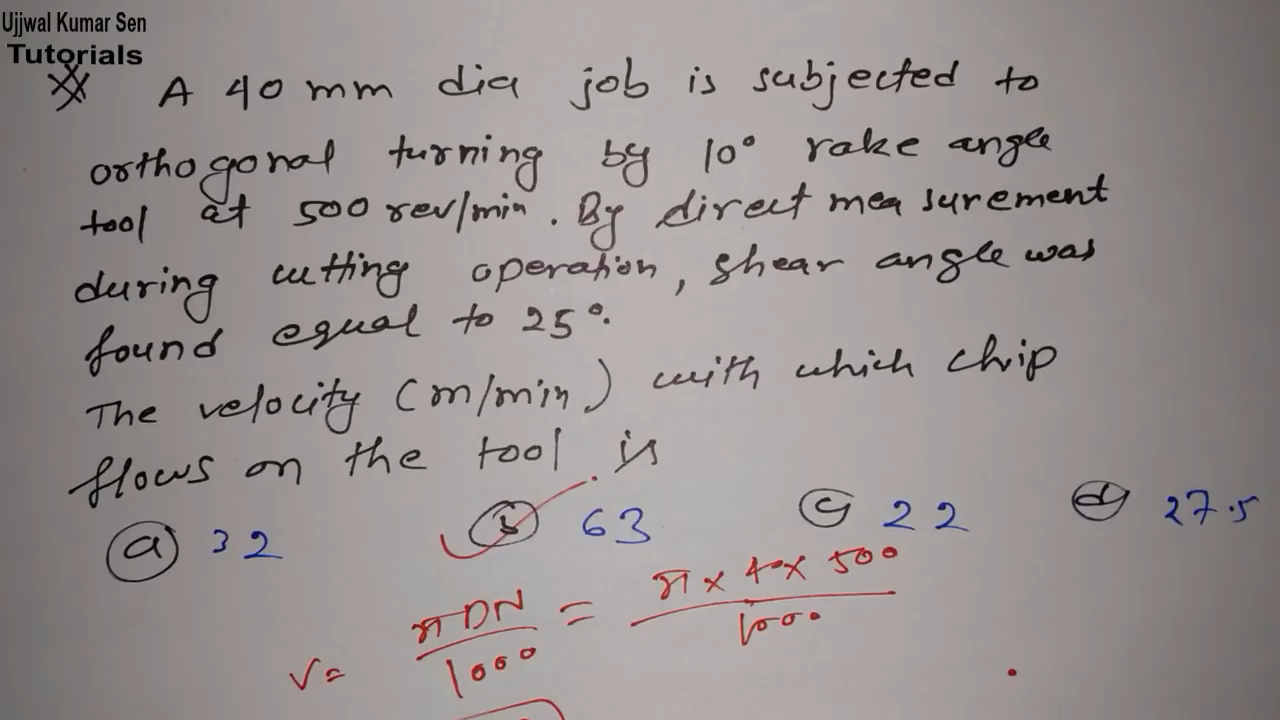 Ujjwal Kumar Sen
Tutorials
A 40 mm dia job is subjected to
orthogonal turning by 10° rake angle
tool at 500 rev/min. By direct measurement
during cutting operation, shear angle was
found equal to 25°.
The velocity (m/min) with which chip
flows on the tool is
(a) 32 (b) 63 (c) 22 (d) 27.5
V= πDN/1000 = π x 40 x 500/1000